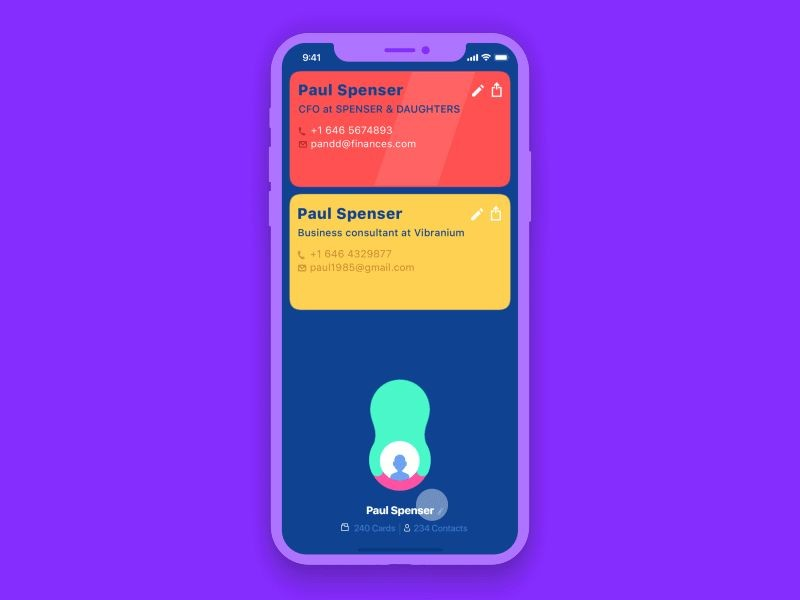 9:41
Paul Spenser
CFO at SPENSER & DAUGHTERS
+1 646 5674893
pandd@finances.com
Paul Spenser
Business consultant at Vibranium
+1 646 4329877
paul1985@gmail.com
Paul Spenser
240 Cards | 234 Contacts